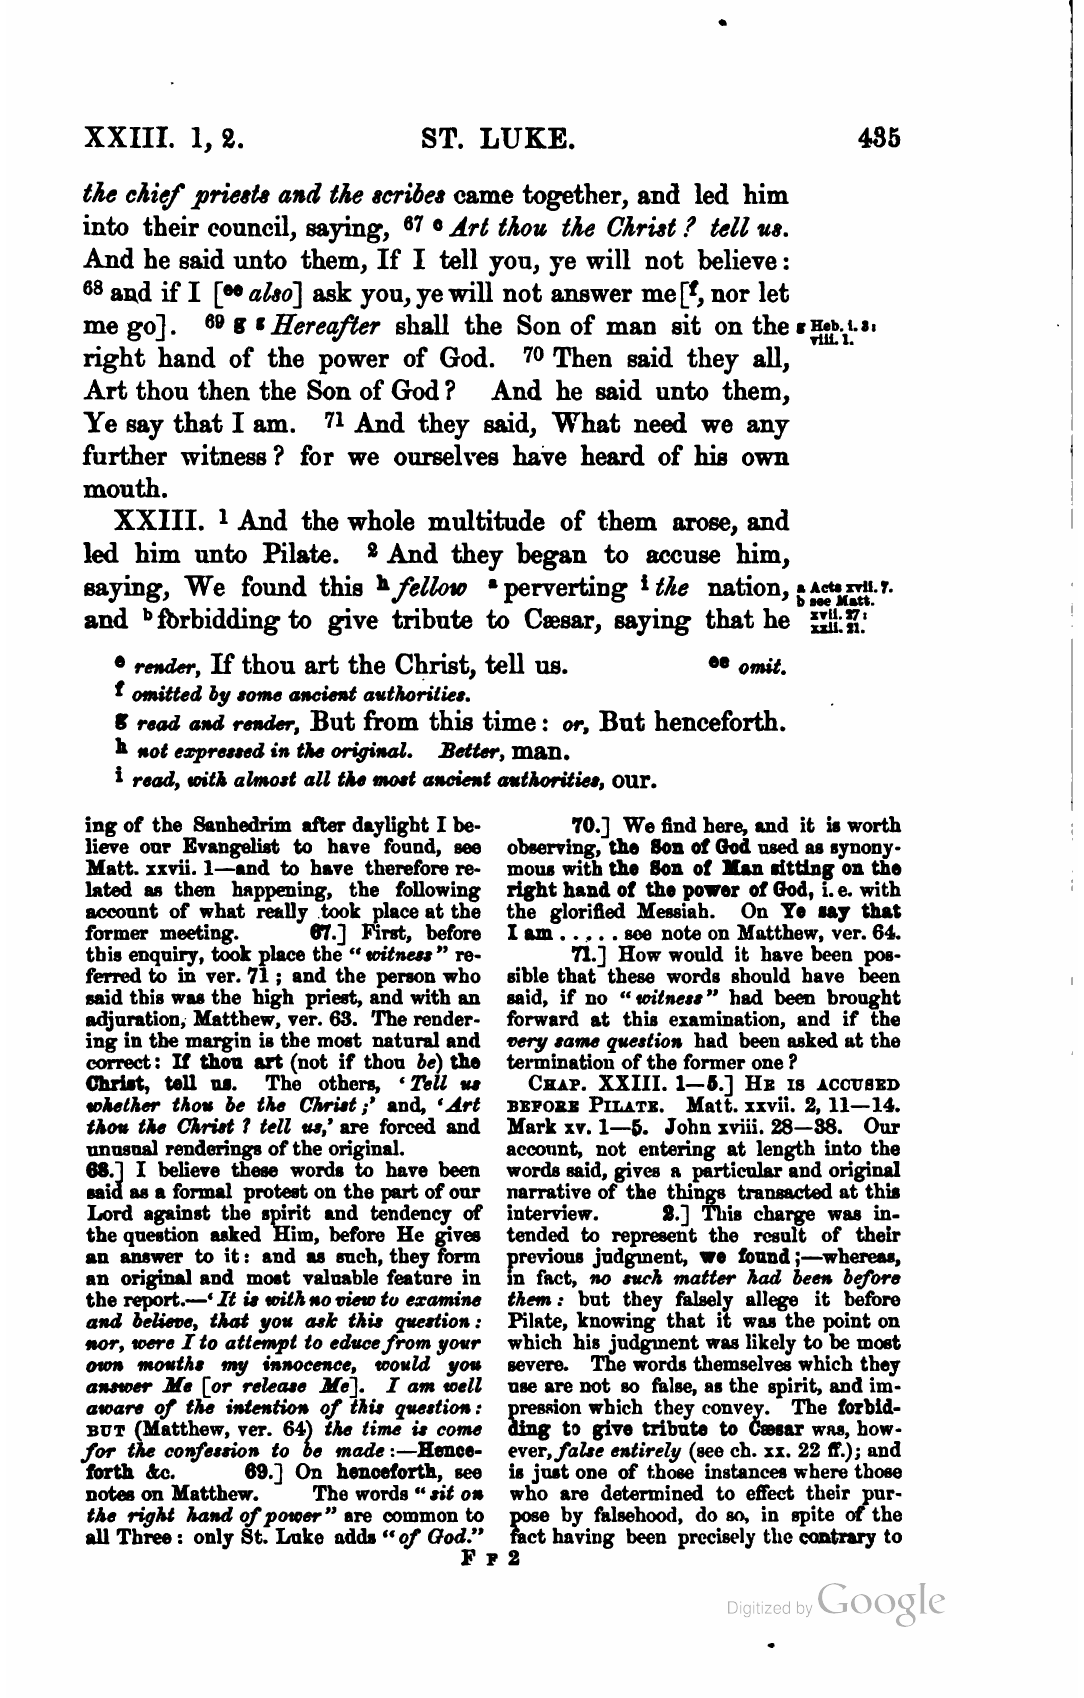 XXIII. 1, 2. ST. LUKE. 435
the chief priests and the scribes came together, and led him
into their council, saying, 67 e Art thou the Christ ? tell us.
And he said unto them, If I tell you, ye will not believe :
68 and if I [ee also] ask you, ye will not answer me [f, nor let
me go]. 69 g g Hereafter shall the Son of man sit on the
right hand of the power of God. 70 Then said they all,
Art thou then the Son of God ? And he said unto them,
Ye say that I am. 71 And they said, What need we any
further witness ? for we ourselves have heard of his own
mouth.
g Heb. i. 3 :
viii. 1.
XXIII. 1 And the whole multitude of them arose, and
led him unto Pilate. 2 And they began to accuse him,
saying, We found this h fellow a perverting i the nation,
and b forbidding to give tribute to Cæsar, saying that he
a Acts xvii. 7.
b see Matt.
xvii. 27 :
xxii. 21.
e render, If thou art the Christ, tell us. ee omit.
f omitted by some ancient authorities.
g read and render, But from this time : or, But henceforth.
h not expressed in the original. Better, man.
i read, with almost all the most ancient authorities, our.
ing of the Sanhedrim after daylight I be-
lieve our Evangelist to have found, see
Matt. xxvii. 1—and to have therefore re-
lated as then happening, the following
account of what really took place at the
former meeting. 67.] First, before
this enquiry, took place the "witness" re-
ferred to in ver. 71 ; and the person who
said this was the high priest, and with an
adjuration, Matthew, ver. 63. The render-
ing in the margin is the most natural and
correct : If thou art (not if thou be) the
Christ, tell us. The others, 'Tell us
whether thou be the Christ ;' and, 'Art
thou the Christ ? tell us,' are forced and
unusual renderings of the original.
68.] I believe these words to have been
said as a formal protest on the part of our
Lord against the spirit and tendency of
the question asked Him, before He gives
an answer to it : and as such, they form
an original and most valuable feature in
the report.—'It is with no view to examine
and believe, that you ask this question :
nor, were I to attempt to educe from your
own mouths my innocence, would you
answer Me [or release Me]. I am well
aware of the intention of this question :
BUT (Matthew, ver. 64) the time is come
for the confession to be made :—Hence-
forth &c. 69.] On henceforth, see
notes on Matthew. The words "sit on
the right hand of power" are common to
all Three : only St. Luke adds "of God."
70.] We find here, and it is worth
observing, the Son of God used as synony-
mous with the Son of Man sitting on the
right hand of the power of God, i. e. with
the glorified Messiah. On Ye say that
I am . . . . . see note on Matthew, ver. 64.
71.] How would it have been pos-
sible that these words should have been
said, if no "witness" had been brought
forward at this examination, and if the
very same question had been asked at the
termination of the former one ?
CHAP. XXIII. 1—5.] HE IS ACCUSED
BEFORE PILATE. Matt. xxvii. 2, 11—14.
Mark xv. 1—5. John xviii. 28—38. Our
account, not entering at length into the
words said, gives a particular and original
narrative of the things transacted at this
interview. 2.] This charge was in-
tended to represent the result of their
previous judgment, we found ;—whereas,
in fact, no such matter had been before
them : but they falsely allege it before
Pilate, knowing that it was the point on
which his judgment was likely to be most
severe. The words themselves which they
use are not so false, as the spirit, and im-
pression which they convey. The forbid-
ding to give tribute to Cæsar was, how-
ever, false entirely (see ch. xx. 22 ff.); and
is just one of those instances where those
who are determined to effect their pur-
pose by falsehood, do so, in spite of the
fact having been precisely the contrary to
F F 2
Digitized by Google